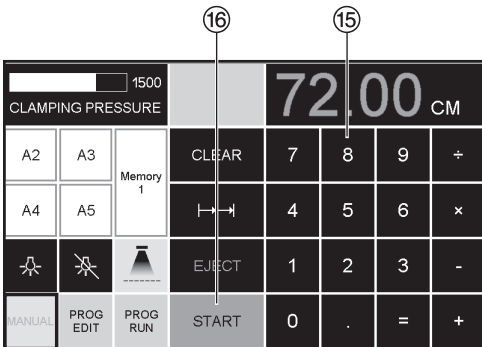 16 15
1500
CLAMPING PRESSURE
72.00 CM
A2 A3 Memory CLEAR 7 8 9 ÷
1
A4 A5 4 5 6 ×
EJECT 1 2 3 -
MANUAL PROG PROG START 0 . = +
EDIT RUN